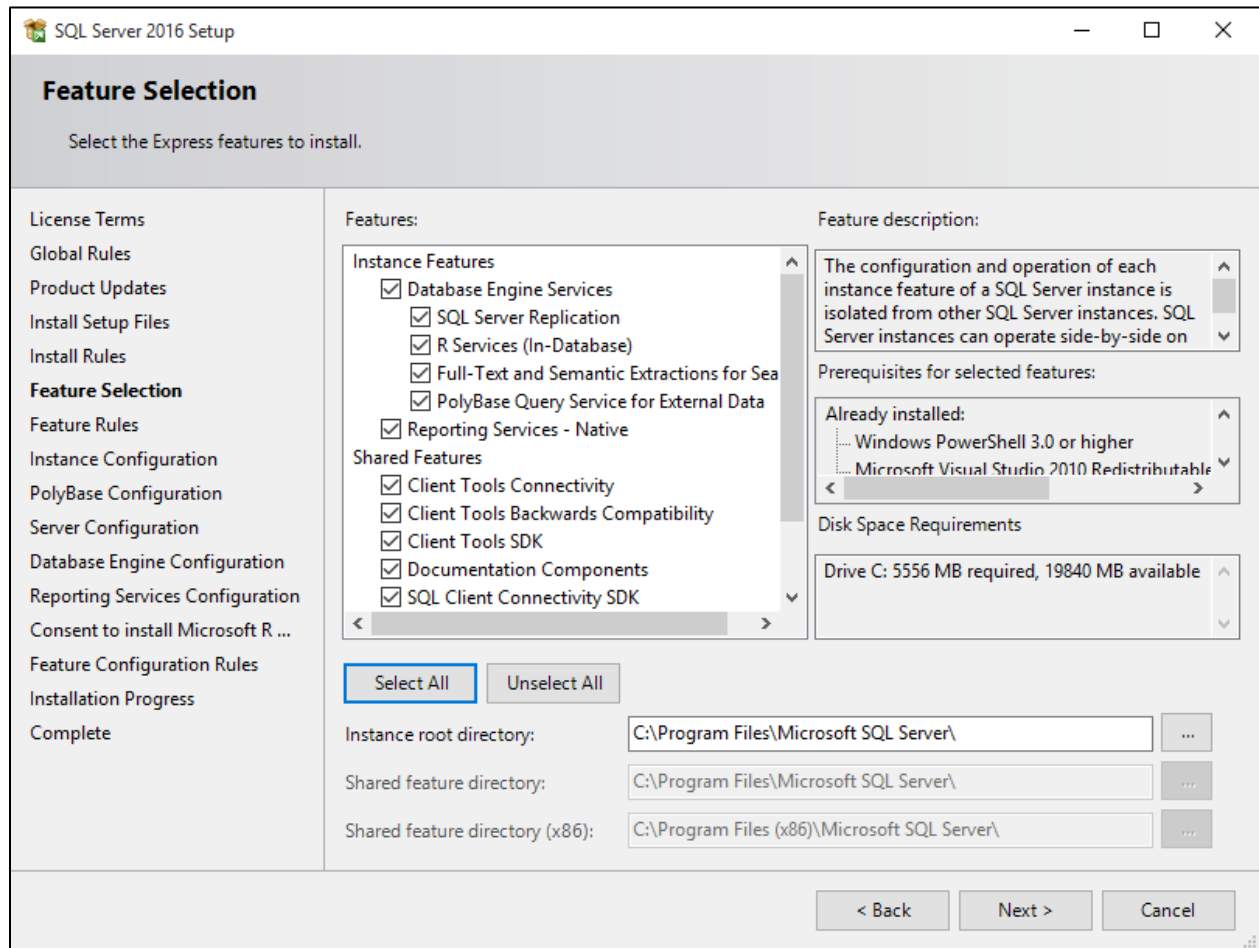 SQL Server 2016 Setup
Feature Selection
Select the Express features to install.
License Terms
Global Rules
Product Updates
Install Setup Files
Install Rules
Feature Selection
Feature Rules
Instance Configuration
PolyBase Configuration
Server Configuration
Database Engine Configuration
Reporting Services Configuration
Consent to install Microsoft R ...
Feature Configuration Rules
Installation Progress
Complete
Features:
Instance Features
Database Engine Services
SQL Server Replication
R Services (In-Database)
Full-Text and Semantic Extractions for Sea
PolyBase Query Service for External Data
Reporting Services - Native
Shared Features
Client Tools Connectivity
Client Tools Backwards Compatibility
Client Tools SDK
Documentation Components
SQL Client Connectivity SDK
Feature description:
The configuration and operation of each
instance feature of a SQL Server instance is
isolated from other SQL Server instances. SQL
Server instances can operate side-by-side on
Prerequisites for selected features:
Already installed:
Windows PowerShell 3.0 or higher
Microsoft Visual Studio 2010 Redistributable
Disk Space Requirements
Drive C: 5556 MB required, 19840 MB available
Select All
Unselect All
Instance root directory:
C:\Program Files\Microsoft SQL Server\
...
Shared feature directory:
C:\Program Files\Microsoft SQL Server\
...
Shared feature directory (x86):
C:\Program Files (x86)\Microsoft SQL Server\
...
< Back
Next >
Cancel